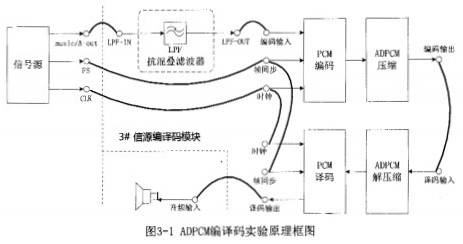 music/A-out
LPF-IN
LPF
抗混叠滤波器
LPF-OUT
编码输入
PCM
编码
ADPCM
压缩
编码输出
信号源
FS
帧同步
CLK
时钟
3# 信源编译码模块
时钟
帧同步
PCM
译码
ADPCM
解压缩
译码输入
音频输入
译码输出
图3-1 ADPCM编译码实验原理框图